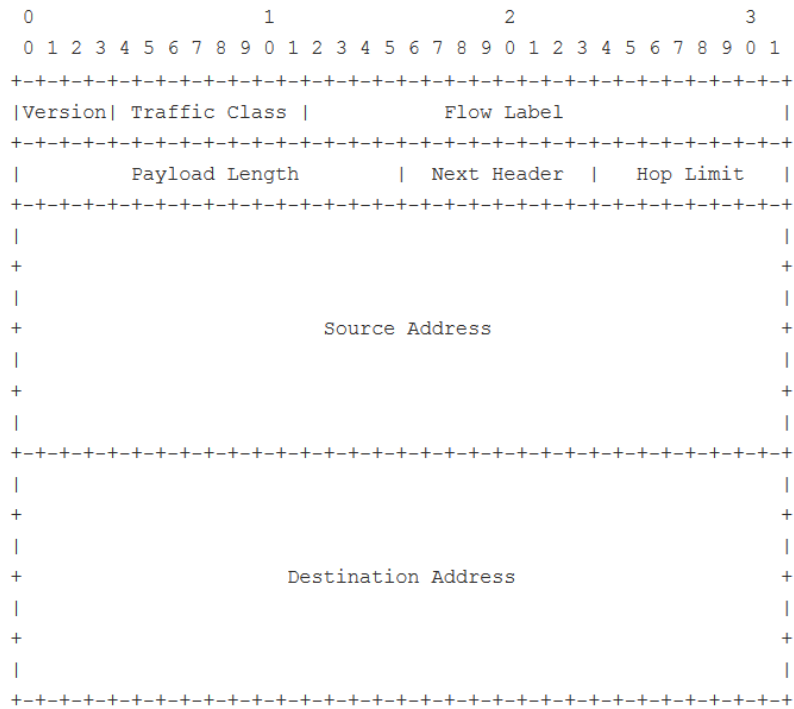 0                   1                   2                   3
 0 1 2 3 4 5 6 7 8 9 0 1 2 3 4 5 6 7 8 9 0 1 2 3 4 5 6 7 8 9 0 1
+-+-+-+-+-+-+-+-+-+-+-+-+-+-+-+-+-+-+-+-+-+-+-+-+-+-+-+-+-+-+-+-+
|Version| Traffic Class |           Flow Label                  |
+-+-+-+-+-+-+-+-+-+-+-+-+-+-+-+-+-+-+-+-+-+-+-+-+-+-+-+-+-+-+-+-+
|         Payload Length        |  Next Header  |   Hop Limit   |
+-+-+-+-+-+-+-+-+-+-+-+-+-+-+-+-+-+-+-+-+-+-+-+-+-+-+-+-+-+-+-+-+
|                                                               |
+                                                               +
|                                                               |
+                         Source Address                        +
|                                                               |
+                                                               +
|                                                               |
+-+-+-+-+-+-+-+-+-+-+-+-+-+-+-+-+-+-+-+-+-+-+-+-+-+-+-+-+-+-+-+-+
|                                                               |
+                                                               +
|                                                               |
+                      Destination Address                      +
|                                                               |
+                                                               +
|                                                               |
+-+-+-+-+-+-+-+-+-+-+-+-+-+-+-+-+-+-+-+-+-+-+-+-+-+-+-+-+-+-+-+-+